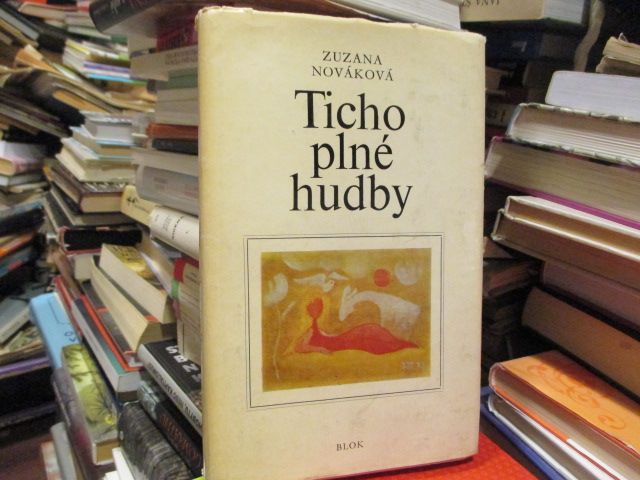 ZUZANA
NOVÁKOVÁ
Ticho
plné
hudby
BLOK